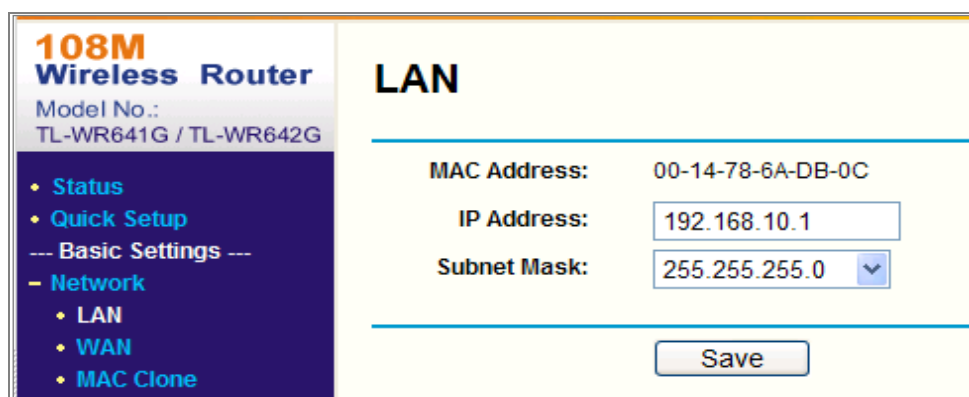 108M
Wireless Router
Model No.:
TL-WR641G / TL-WR642G
• Status
• Quick Setup
--- Basic Settings ---
– Network
• LAN
• WAN
• MAC Clone
LAN
MAC Address: 00-14-78-6A-DB-0C
IP Address: 192.168.10.1
Subnet Mask: 255.255.255.0
Save